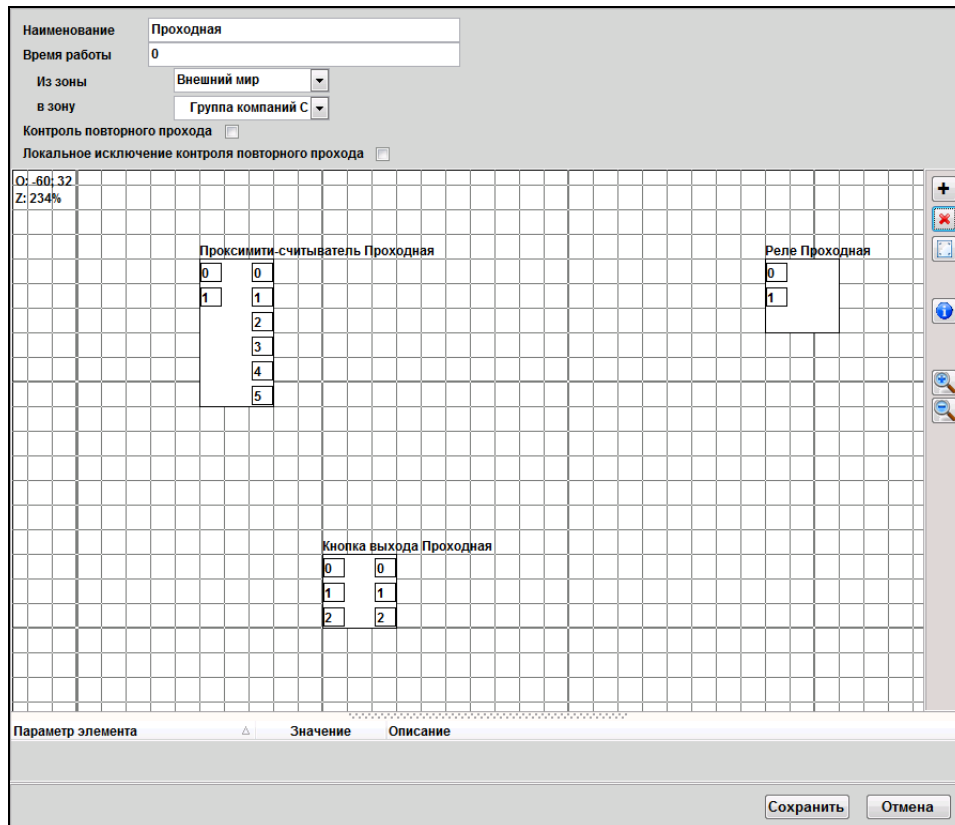 Наименование Проходная
Время работы 0
Из зоны Внешний мир
в зону Группа компаний С
Контроль повторного прохода
Локальное исключение контроля повторного прохода
O: -60; 32
Z: 234%
Проксимити-считыватель Проходная
0 0
1 1
2
3
4
5
Реле Проходная
0
1
Кнопка выхода Проходная
0 0
1 1
2 2
Параметр элемента Значение Описание
Сохранить Отмена